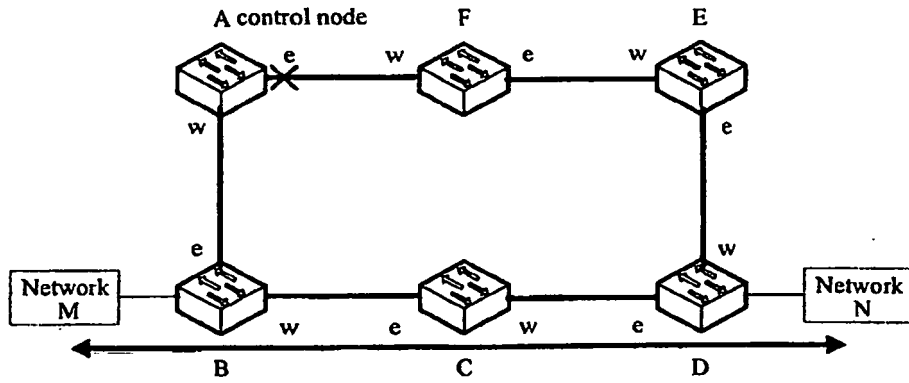 A control node F E
e w e w
w e
e w
Network M
Network N
w e w e
B C D